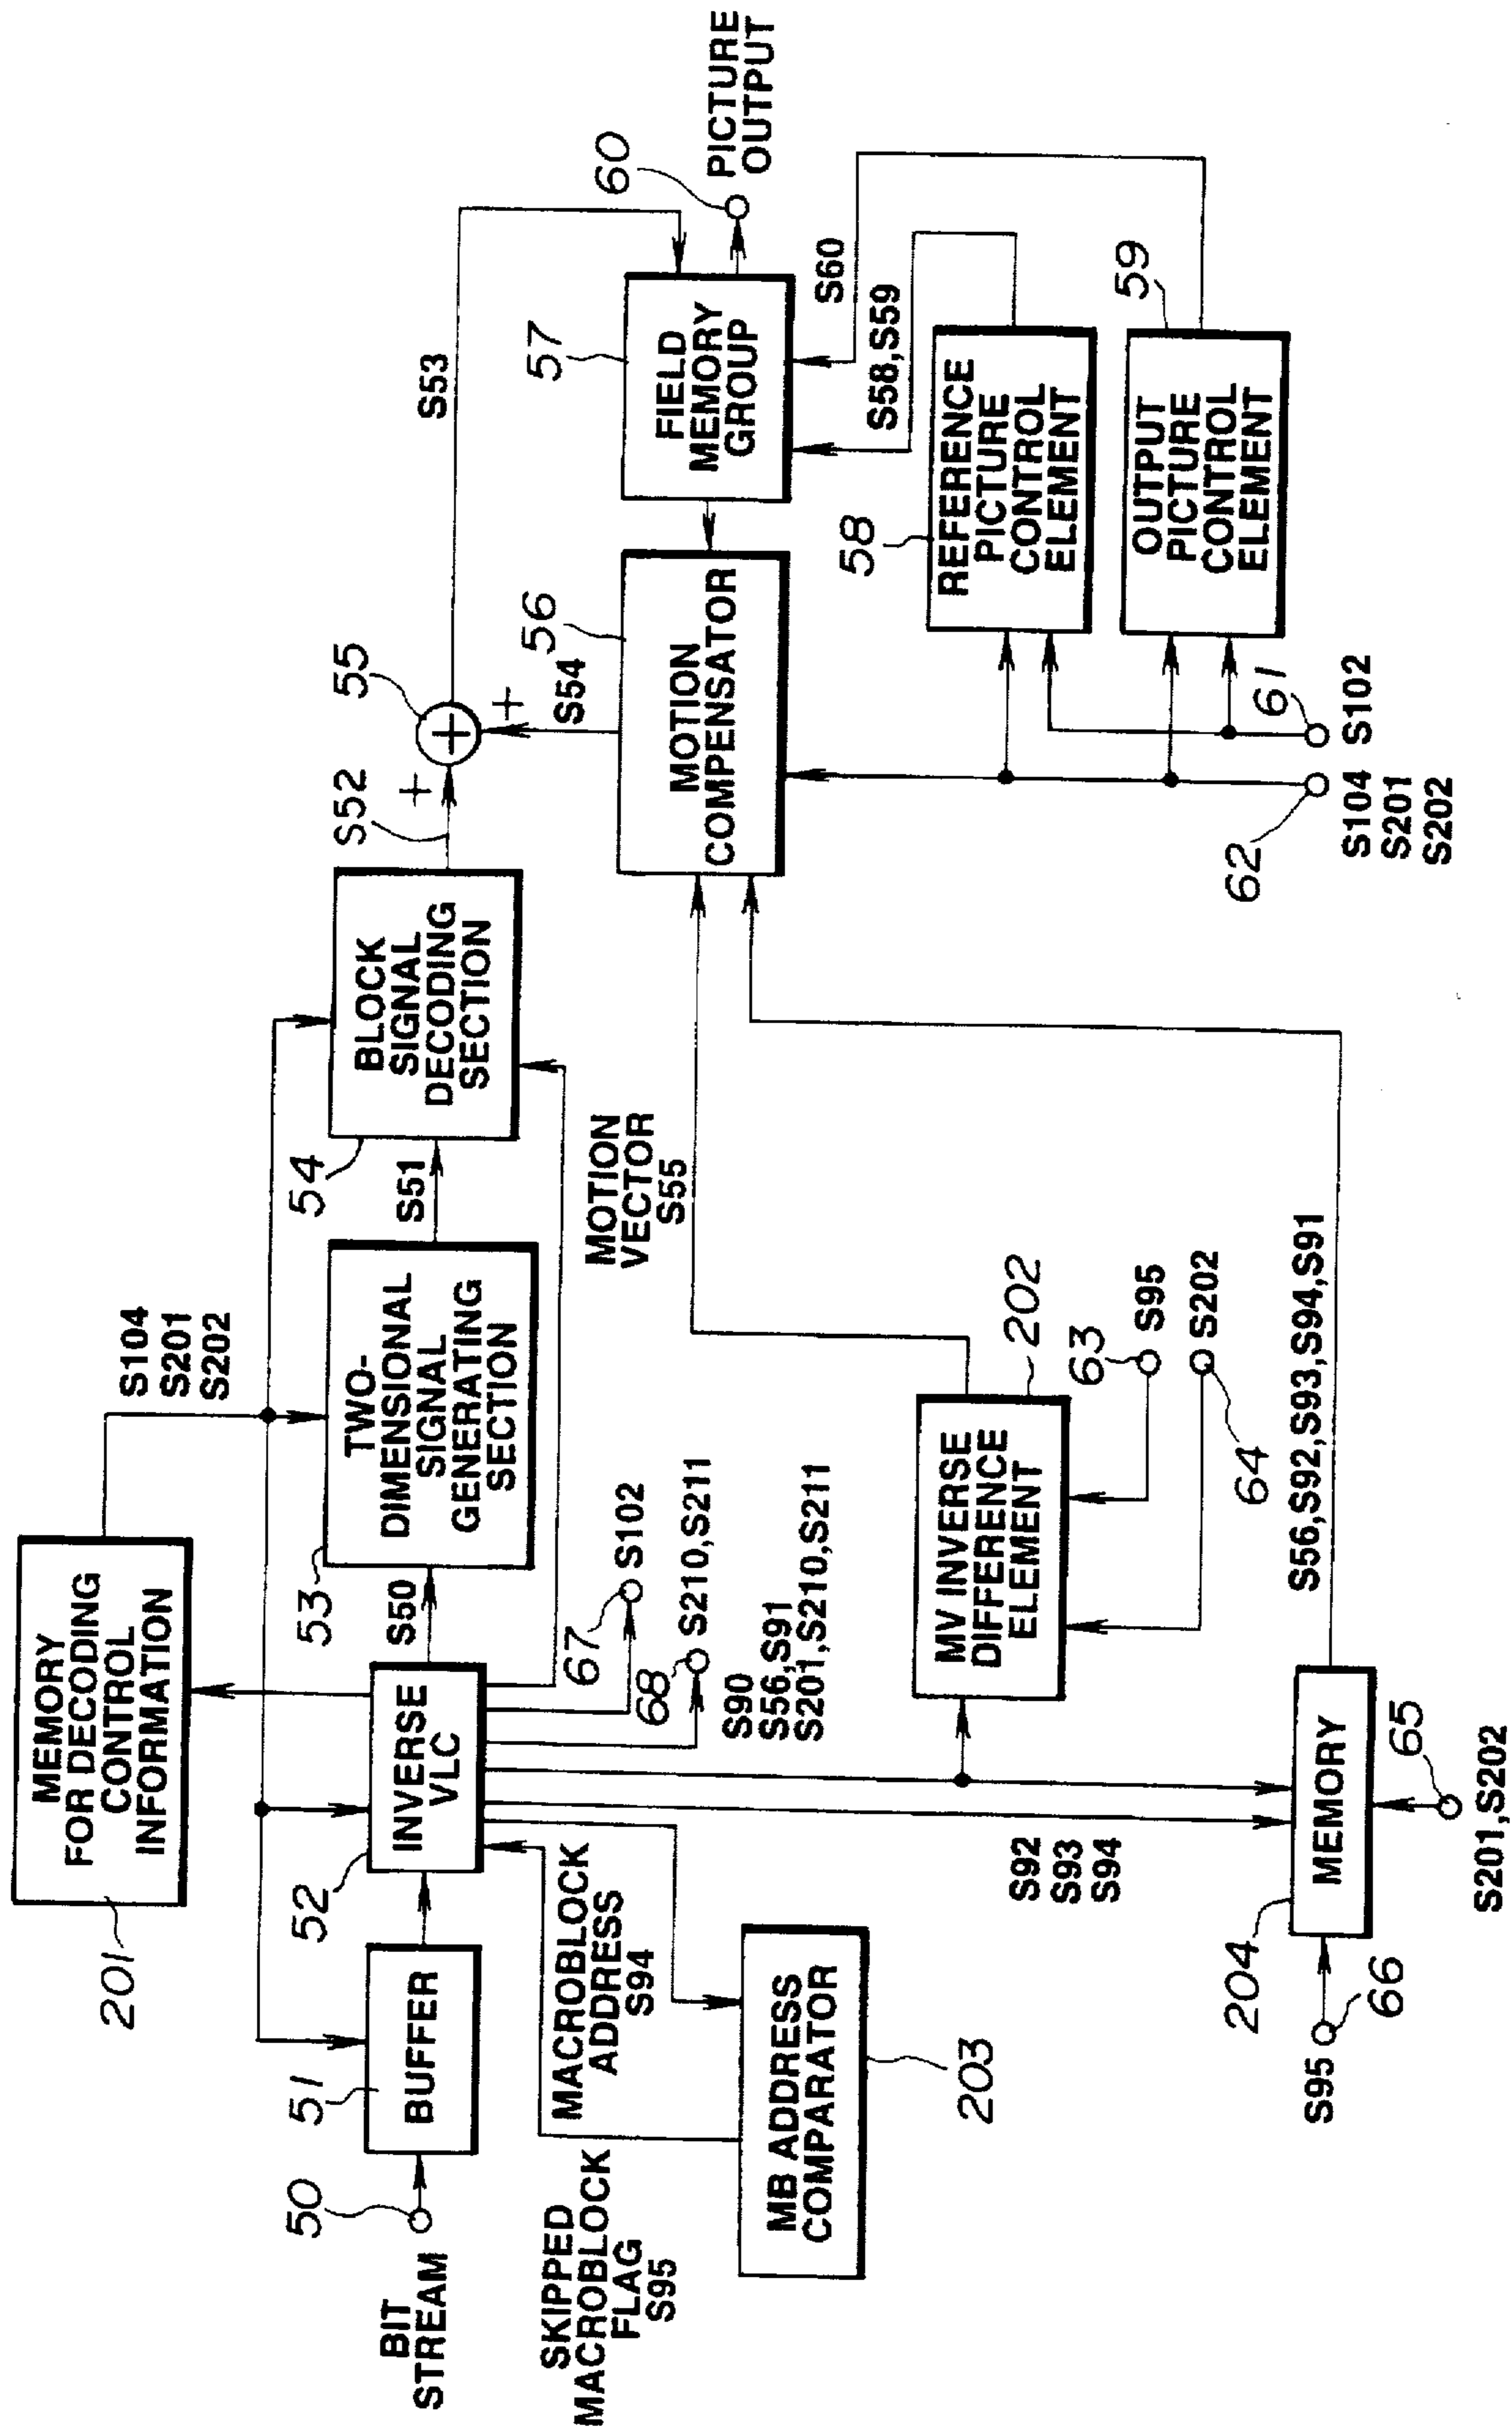 MEMORY
FOR DECODING
CONTROL
INFORMATION
201
S104
S201
S202
BIT
STREAM
50
51
BUFFER
52
INVERSE
VLC
S50
53
TWO-
DIMENSIONAL
SIGNAL
GENERATING
SECTION
S51
54
BLOCK
SIGNAL
DECODING
SECTION
S52
+
+
55
+
S53
S54
56
MOTION
COMPENSATOR
57
FIELD
MEMORY
GROUP
60
PICTURE
OUTPUT
S60
S58,S59
58
REFERENCE
PICTURE
CONTROL
ELEMENT
59
OUTPUT
PICTURE
CONTROL
ELEMENT
61
S102
62
S104
S201
S202
67
S102
68
S210,S211
S90
S56,S91
S201,S210,S211
MOTION
VECTOR
S55
SKIPPED
MACROBLOCK
FLAG
S95
MACROBLOCK
ADDRESS
S94
MB ADDRESS
COMPARATOR
203
S92
S93
S94
MV INVERSE
DIFFERENCE
ELEMENT
202
63
S95
64
S202
S95
66
204
MEMORY
65
S201,S202
S56,S92,S93,S94,S91